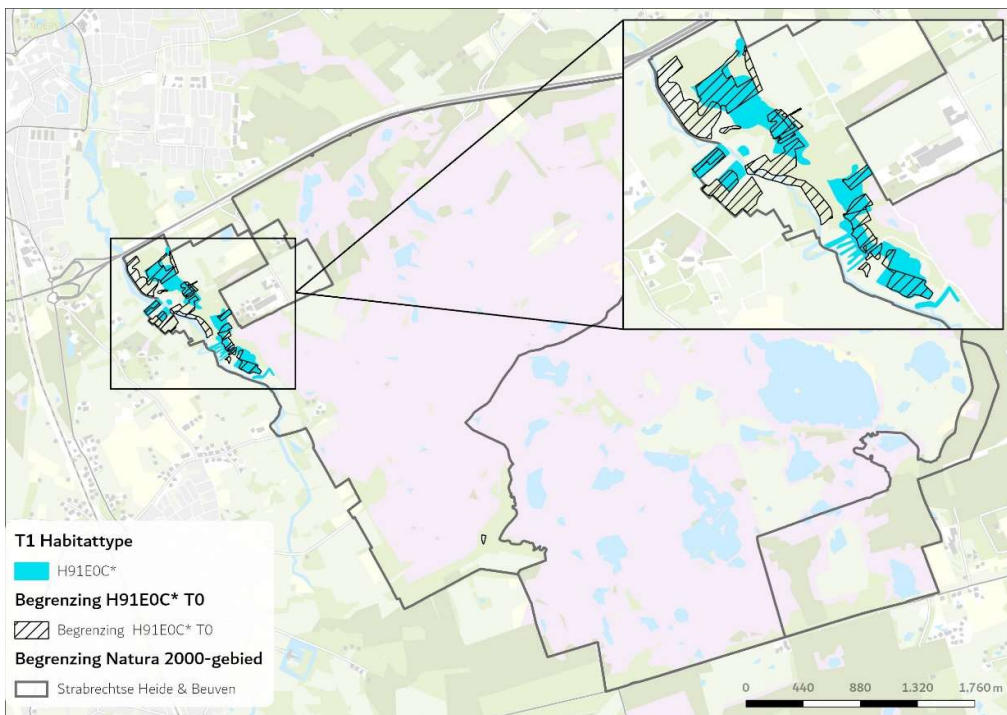 T1 Habitattype
H91E0C*
Begrenzing H91E0C* T0
Begrenzing H91E0C* T0
Begrenzing Natura 2000-gebied
Strabrechtse Heide & Beuven
0 440 880 1.320 1,760 m